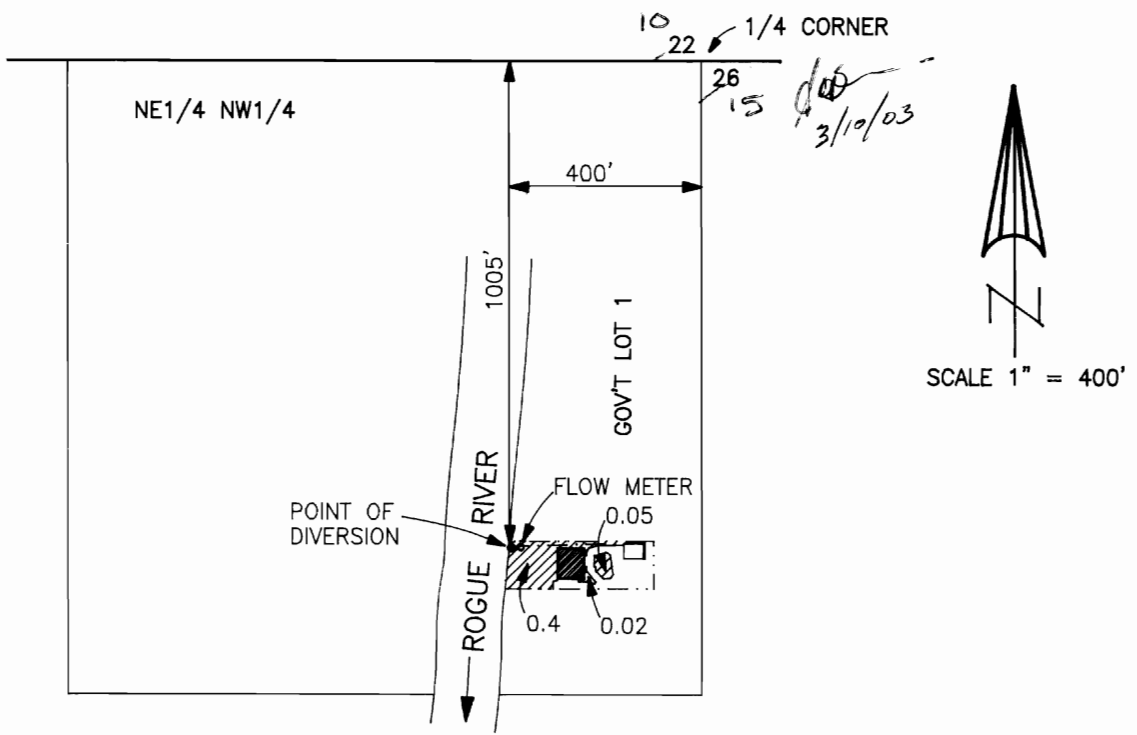 10
22
1/4 CORNER
26
15
3/10/03
NE1/4 NW1/4
400'
1005'
GOV'T LOT 1
N
SCALE 1" = 400'
ROGUE RIVER
POINT OF
DIVERSION
FLOW METER
0.05
0.4
0.02